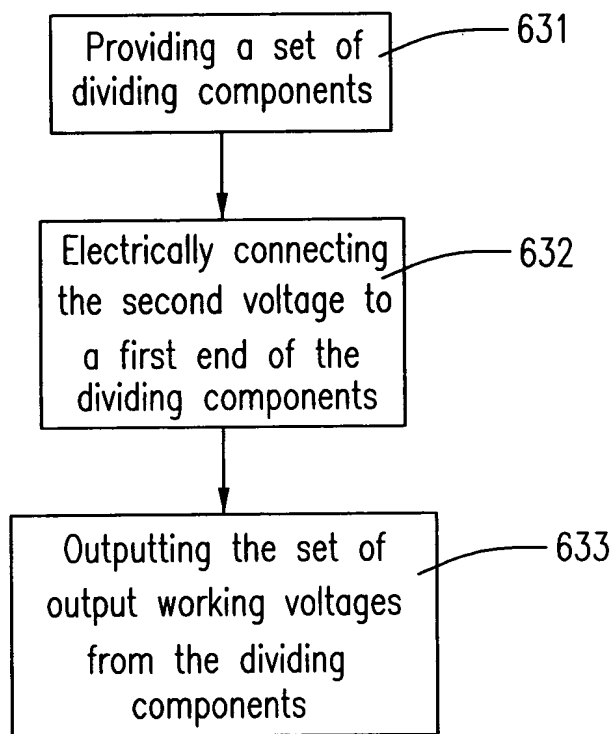 Providing a set of
dividing components
631
Electrically connecting
the second voltage to
a first end of the
dividing components
632
Outputting the set of
output working voltages
from the dividing
components
633